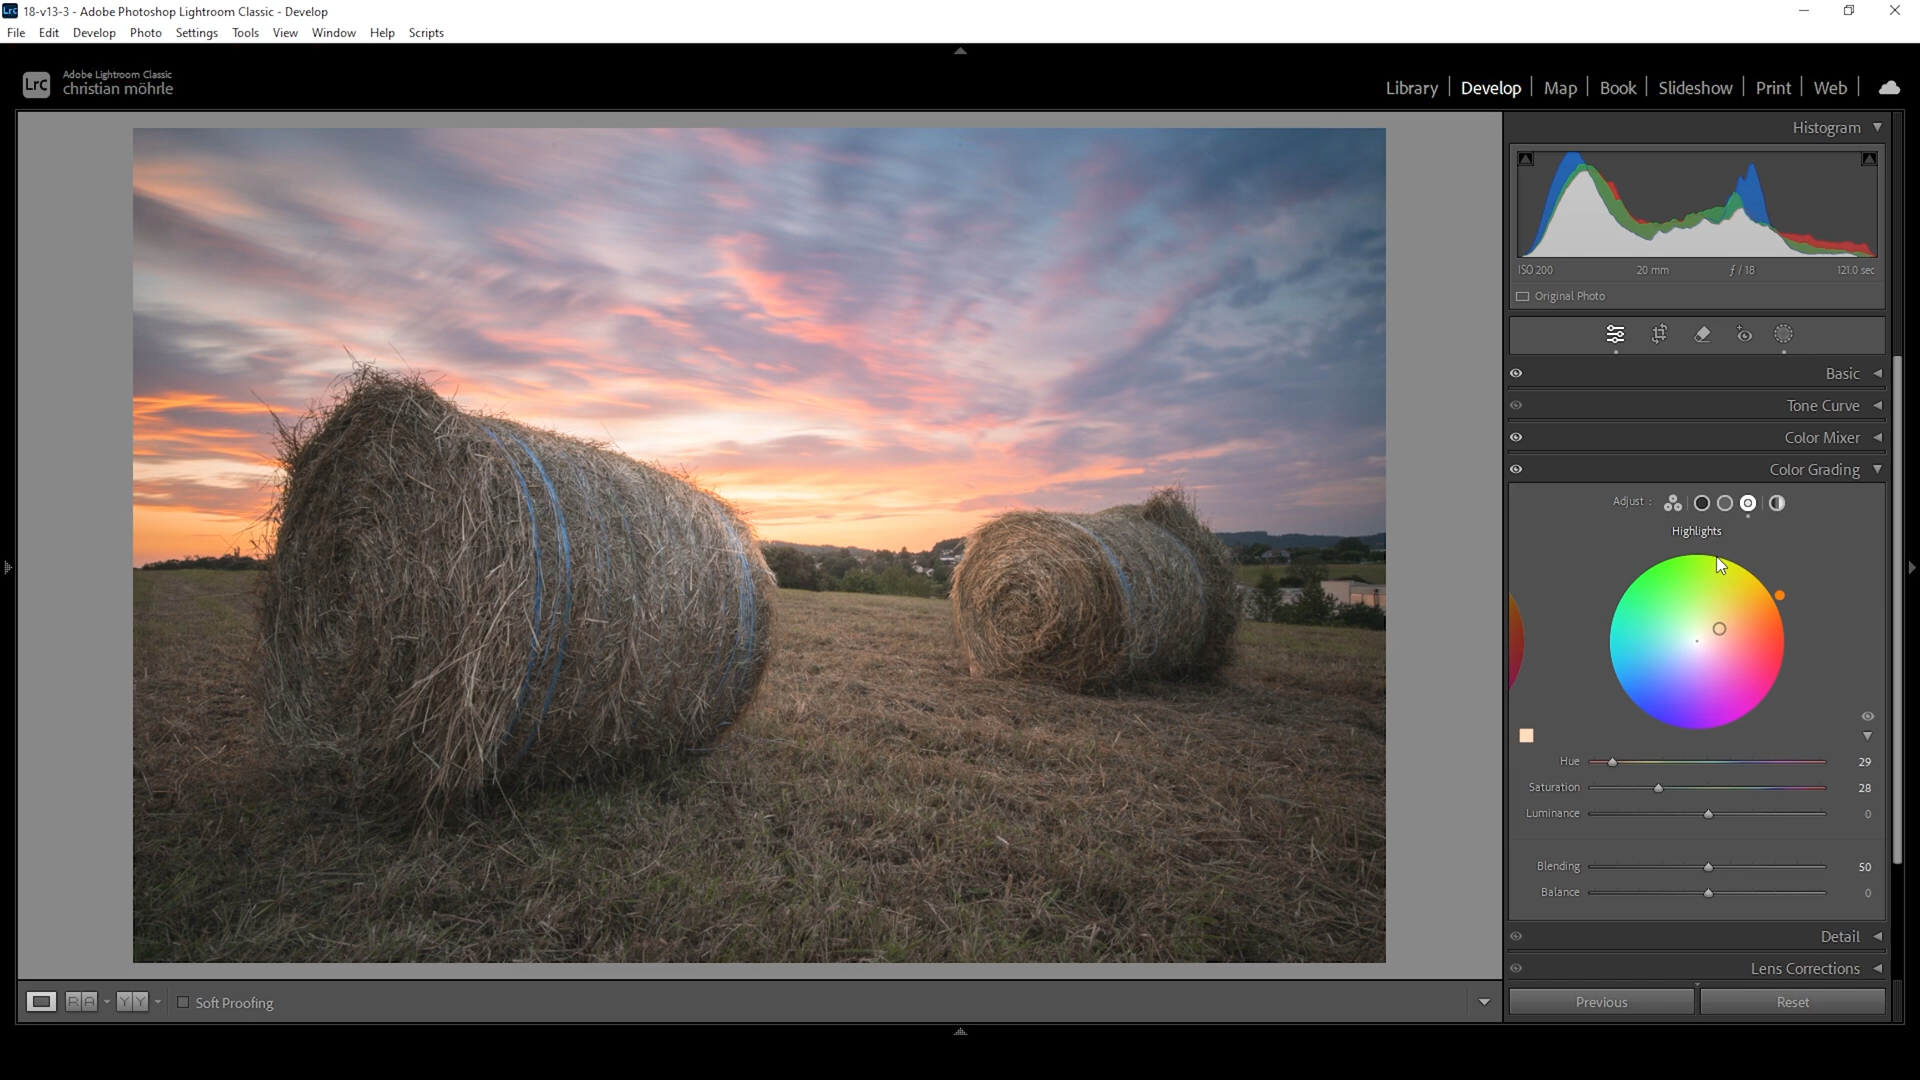 Lrc 18-v13-3 - Adobe Photoshop Lightroom Classic - Develop
File Edit Develop Photo Settings Tools View Window Help Scripts
LrC Adobe Lightroom Classic
christian möhrle
Library Develop Map Book Slideshow Print Web
Histogram
ISO 200 20 mm ƒ / 18 121.0 sec
Original Photo
Basic
Tone Curve
Color Mixer
Color Grading
Adjust :
Highlights
Hue 29
Saturation 28
Luminance 0
Blending 50
Balance 0
Detail
Lens Corrections
R A Y Y Soft Proofing
Previous Reset